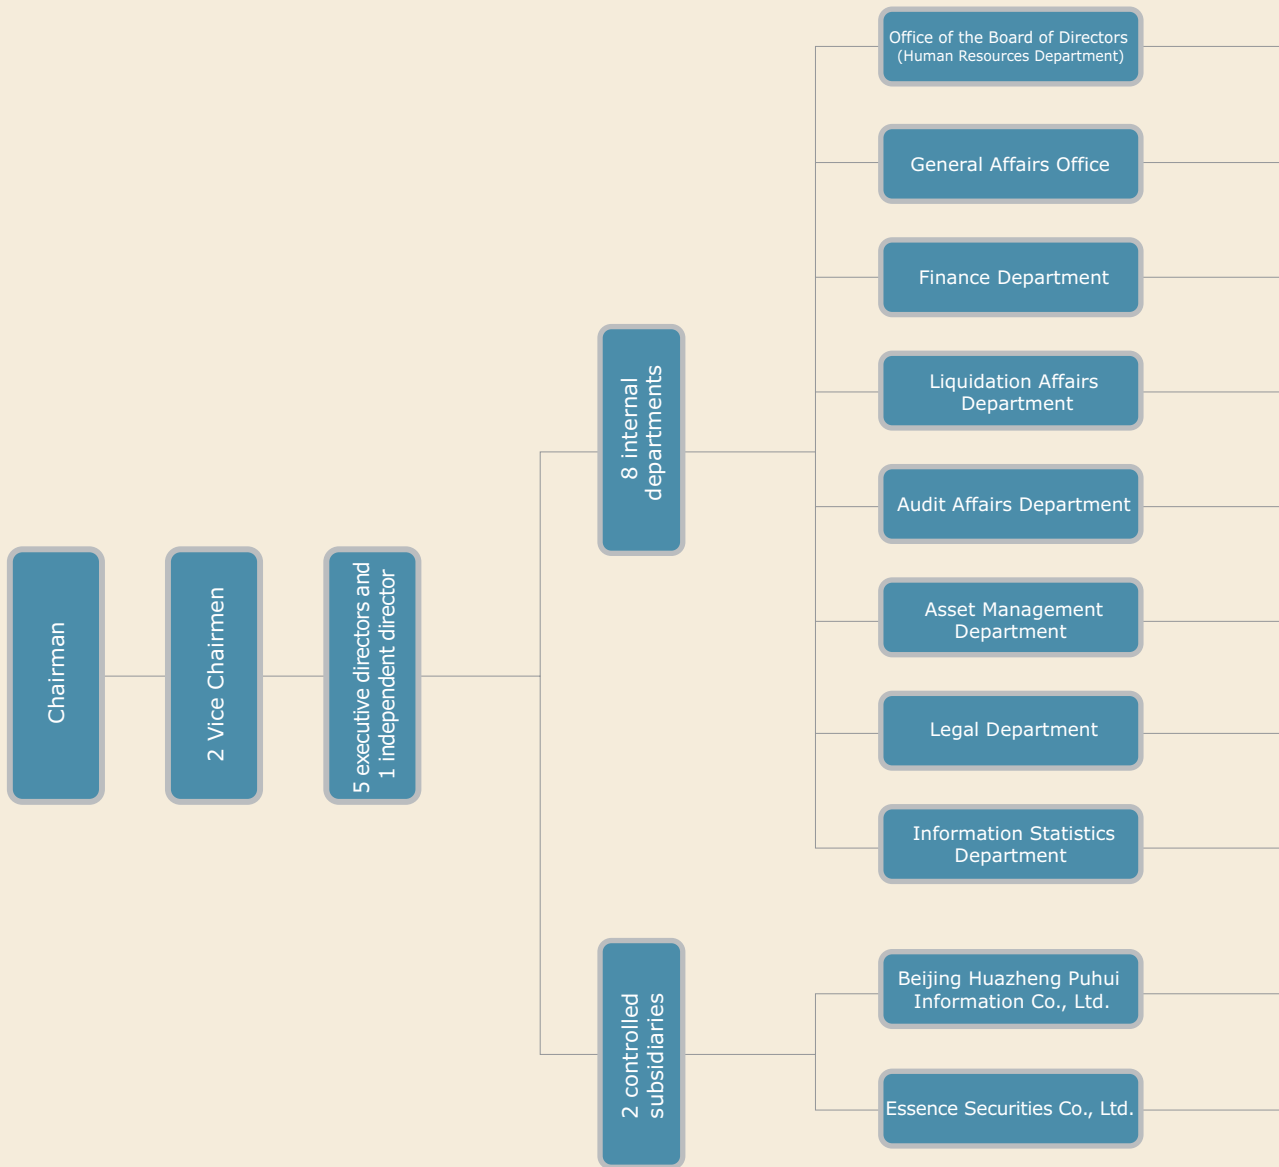 Chairman
2 Vice Chairmen
5 executive directors and
1 independent director
8 internal
departments
Office of the Board of Directors
(Human Resources Department)
General Affairs Office
Finance Department
Liquidation Affairs
Department
Audit Affairs Department
Asset Management
Department
Legal Department
Information Statistics
Department
2 controlled
subsidiaries
Beijing Huazheng Puhui
Information Co., Ltd.
Essence Securities Co., Ltd.